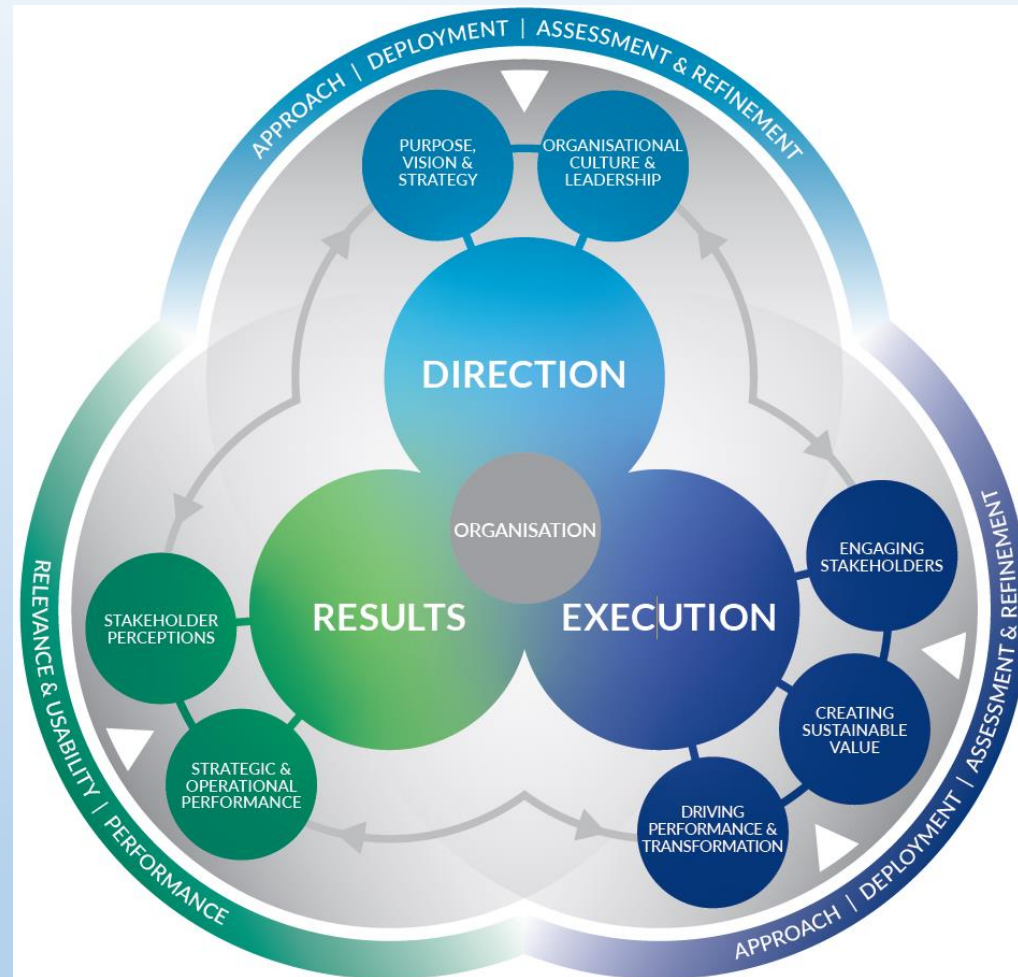 APPROACH | DEPLOYMENT | ASSESSMENT & REFINEMENT
PURPOSE,
VISION &
STRATEGY
ORGANISATIONAL
CULTURE &
LEADERSHIP
DIRECTION
ORGANISATION
RESULTS
EXECUTION
ENGAGING
STAKEHOLDERS
CREATING
SUSTAINABLE
VALUE
DRIVING
PERFORMANCE &
TRANSFORMATION
APPROACH | DEPLOYMENT | ASSESSMENT & REFINEMENT
STAKEHOLDER
PERCEPTIONS
STRATEGIC &
OPERATIONAL
PERFORMANCE
RELEVANCE & USABILITY | PERFORMANCE